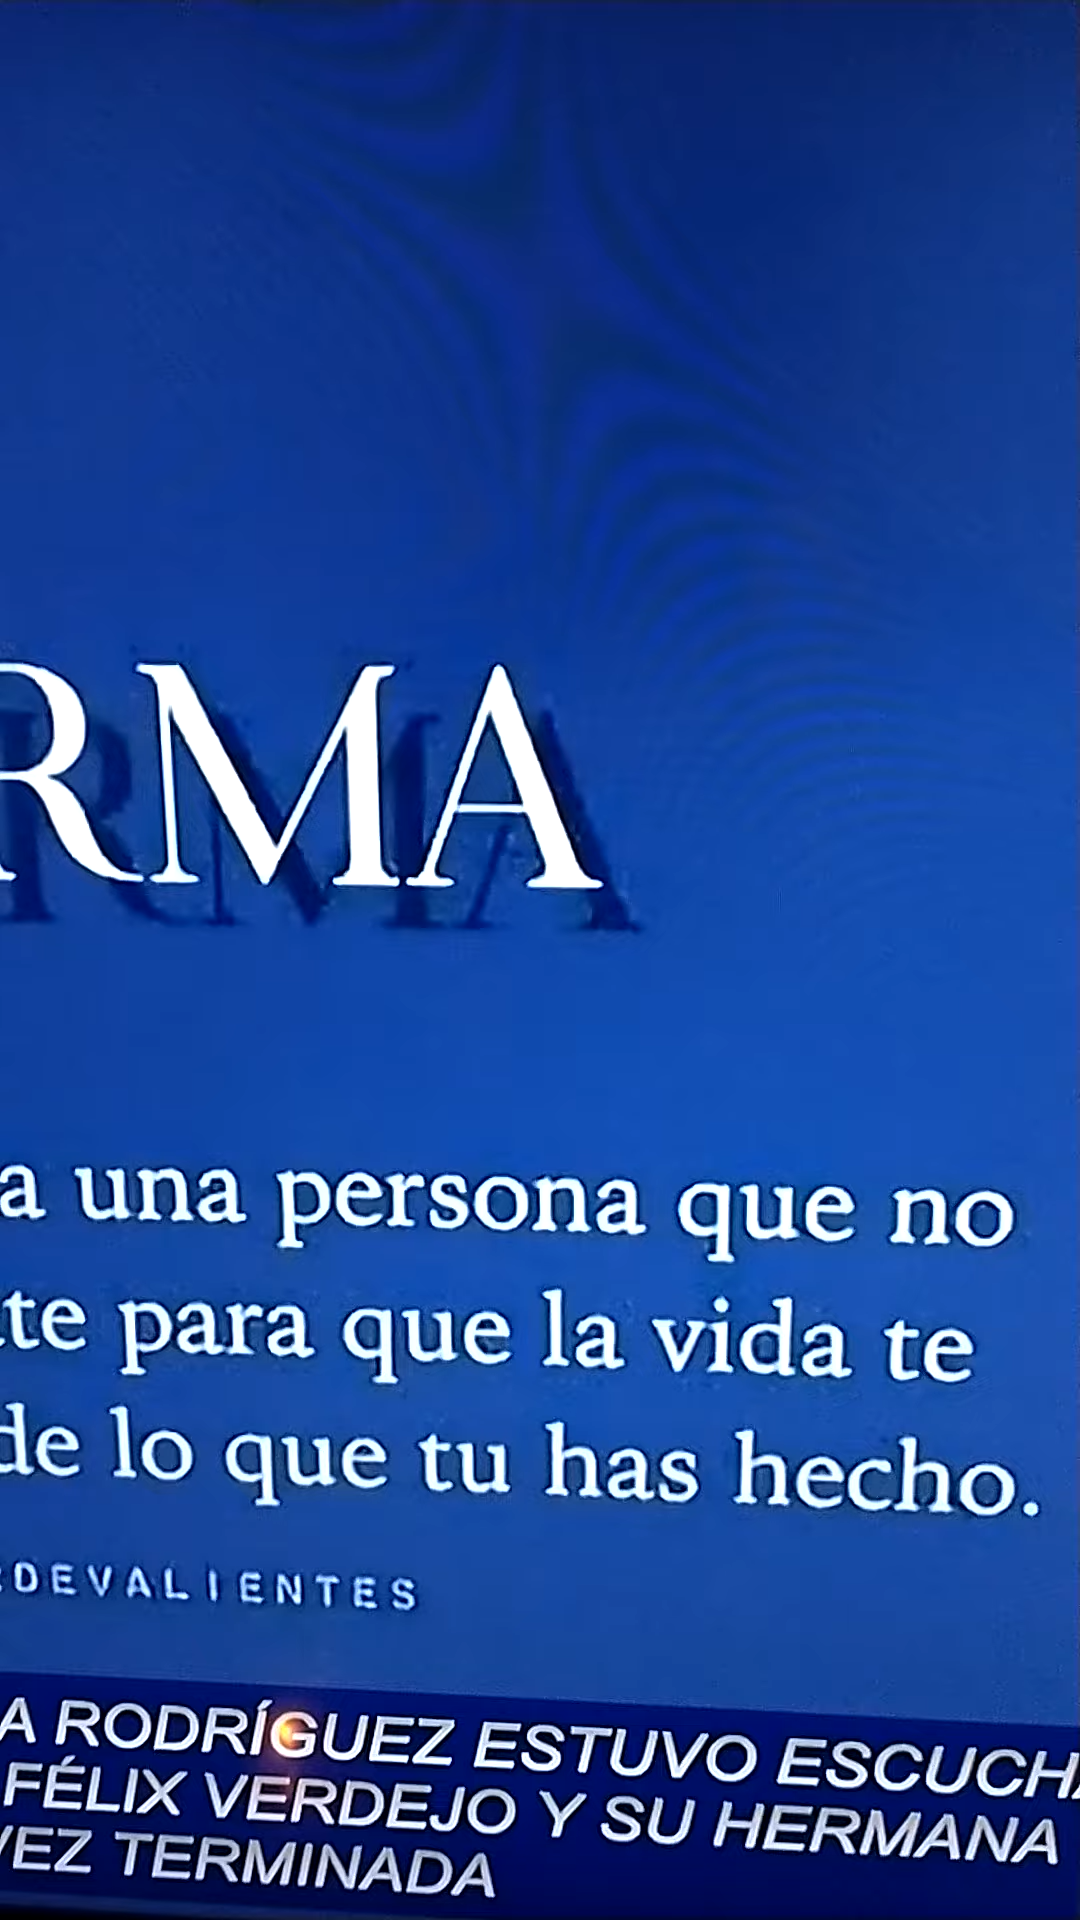 RMA
a una persona que no
te para que la vida te
de lo que tu has hecho.
DEVALIENTES
A RODRÍGUEZ ESTUVO ESCUCHA
FÉLIX VERDEJO Y SU HERMANA
VEZ TERMINADA